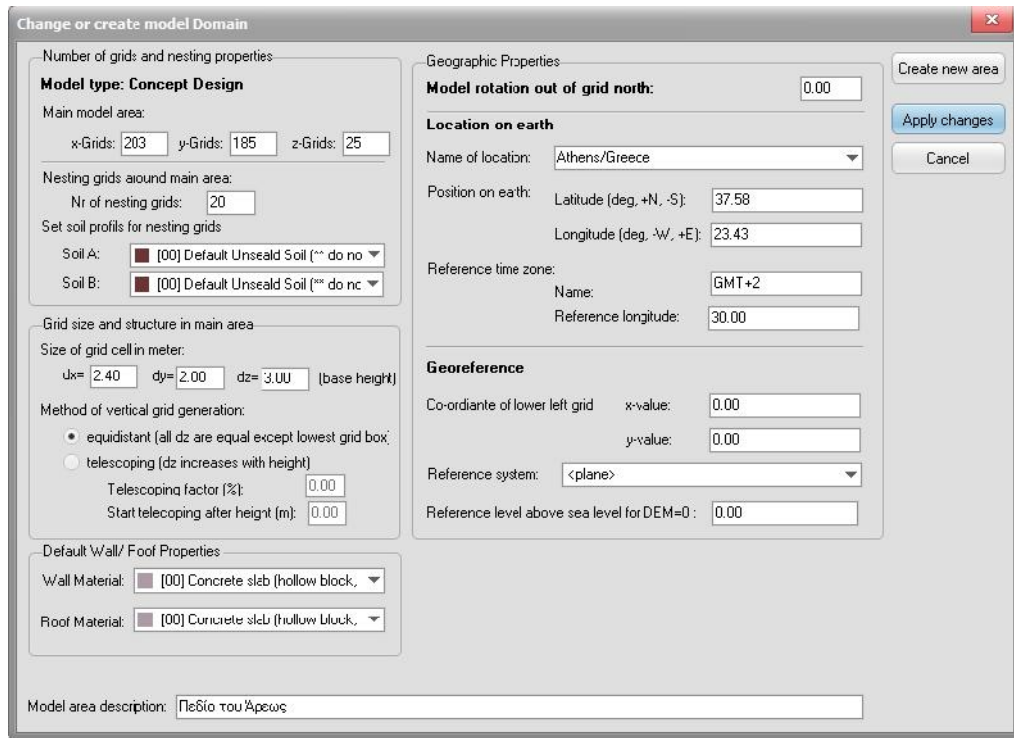 Change or create model Domain
Number of grids and nesting properties
Model type: Concept Design
Main model area:
x-Grids: 203 y-Grids: 185 z-Grids: 25
Nesting grids around main area:
Nr of nesting grids: 20
Set soil profils for nesting grids
Soil A: [00] Default Unseald Soil (** do no
Soil B: [00] Default Unseald Soil (** do no
Grid size and structure in main area
Size of grid cell in meter:
dx= 2.40 dy= 2.00 dz= 3.00 (base height)
Method of vertical grid generation:
equidistant (all dz are equal except lowest grid box)
telescoping (dz increases with height)
Telescoping factor (%): 0.00
Start telecoping after height (m): 0.00
Default Wall/ Foof Properties
Wall Material: [00] Concrete slab (hollow block,
Roof Material: [00] Concrete slab (hollow block,
Geographic Properties
Model rotation out of grid north: 0.00
Location on earth
Name of location: Athens/Greece
Position on earth: Latitude (deg, +N, -S): 37.58
Longitude (deg, -W, +E): 23.43
Reference time zone:
Name: GMT+2
Reference longitude: 30.00
Georeference
Co-ordiante of lower left grid x-value: 0.00
y-value: 0.00
Reference system: <plane>
Reference level above sea level for DEM=0 : 0.00
Create new area
Apply changes
Cancel
Model area description: Πεδίο του Άρεως